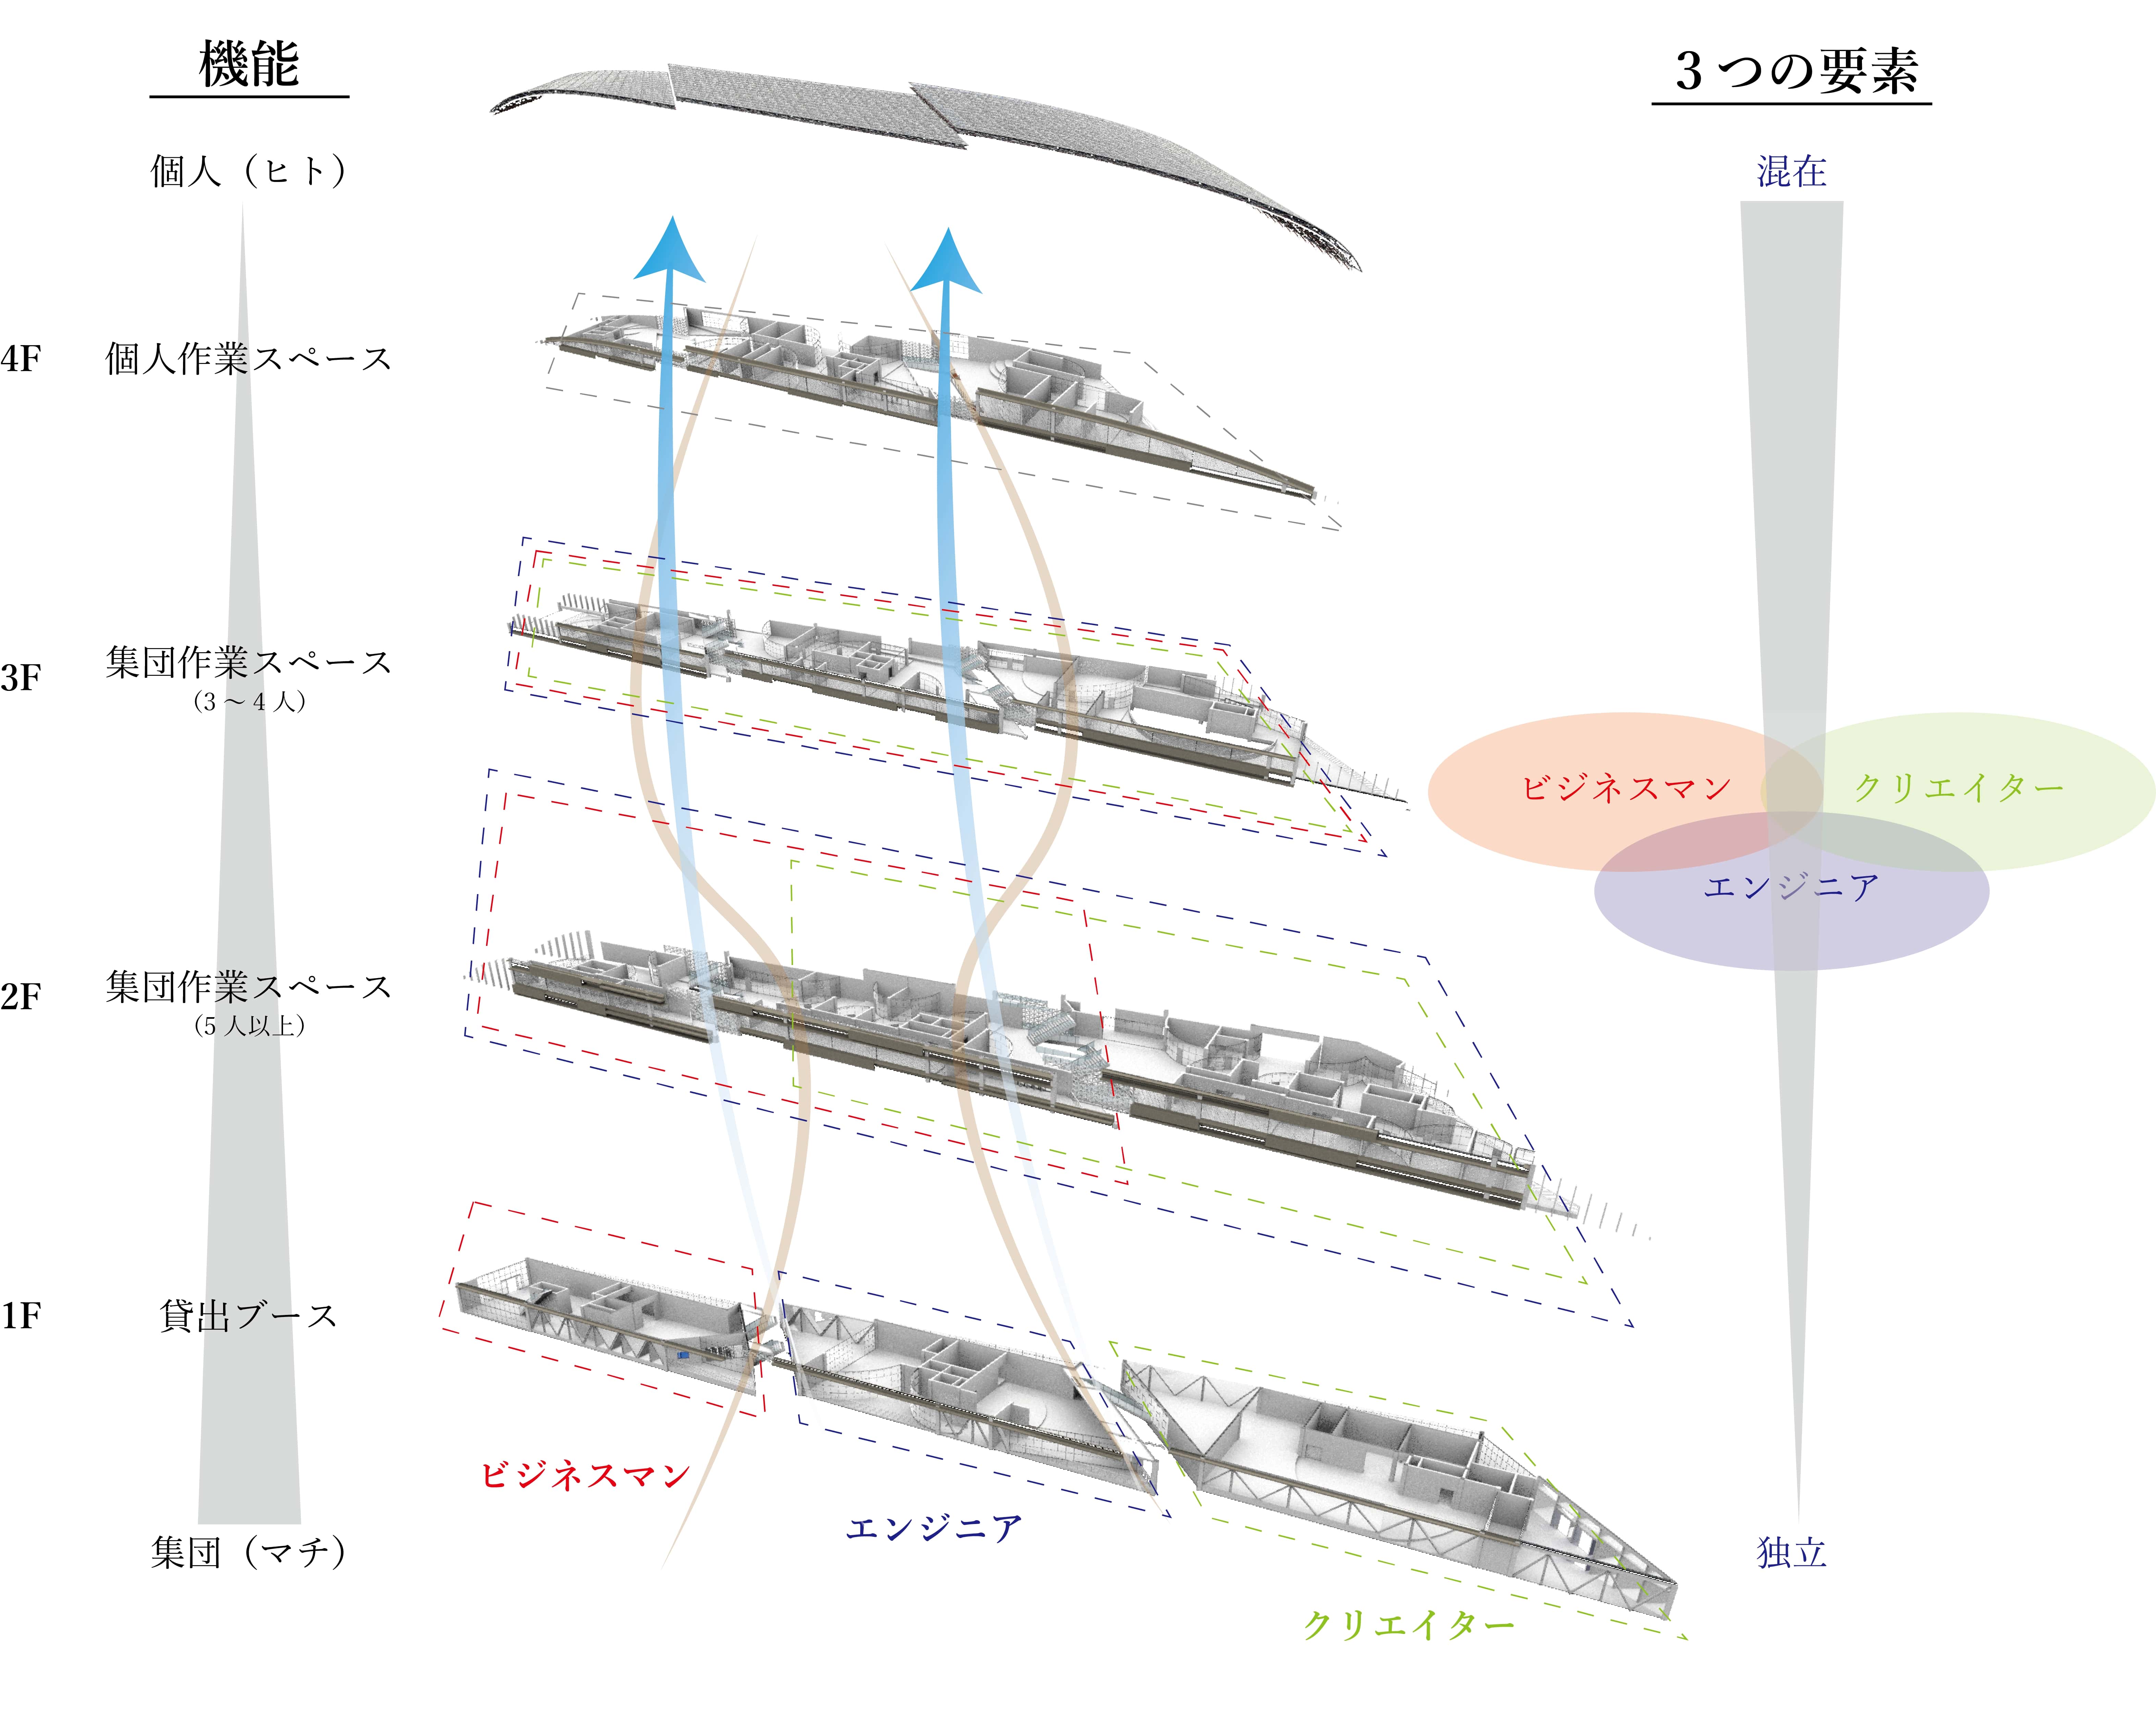 機能
3つの要素
個人（ヒト）
混在
4F 個人作業スペース
3F 集団作業スペース
（3～4人）
ビジネスマン
クリエイター
エンジニア
2F 集団作業スペース
（5人以上）
1F 貸出ブース
ビジネスマン
エンジニア
クリエイター
集団（マチ）
独立